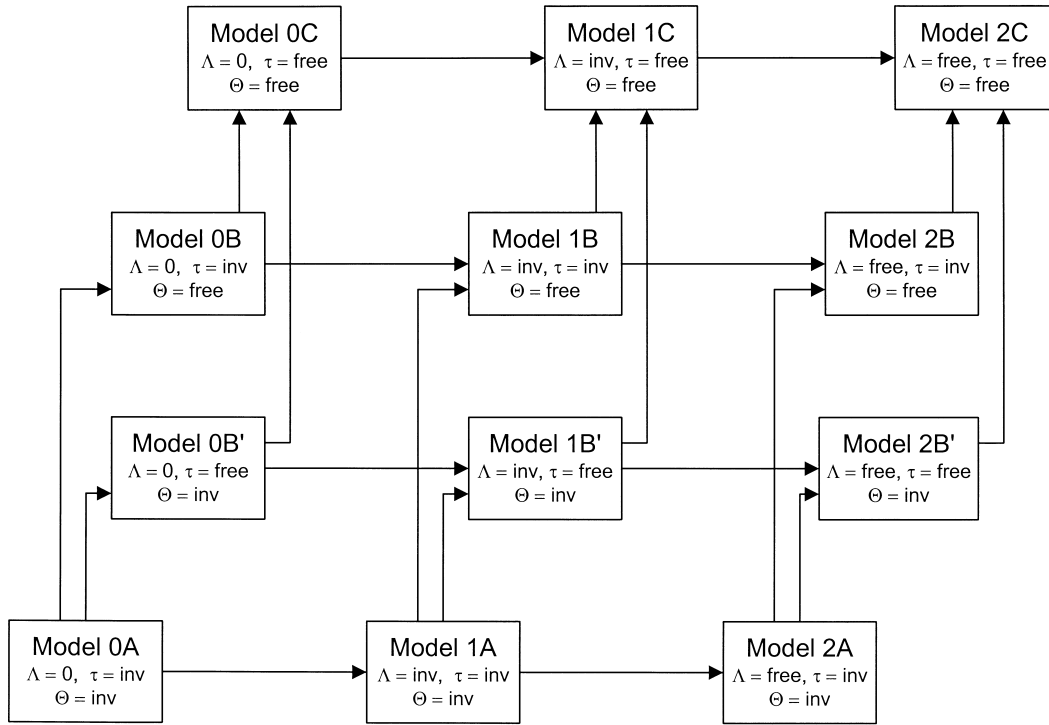 Model 0C
Λ = 0, τ = free
Θ = free
Model 1C
Λ = inv, τ = free
Θ = free
Model 2C
Λ = free, τ = free
Θ = free
Model 0B
Λ = 0, τ = inv
Θ = free
Model 1B
Λ = inv, τ = inv
Θ = free
Model 2B
Λ = free, τ = inv
Θ = free
Model 0B'
Λ = 0, τ = free
Θ = inv
Model 1B'
Λ = inv, τ = free
Θ = inv
Model 2B'
Λ = free, τ = free
Θ = inv
Model 0A
Λ = 0, τ = inv
Θ = inv
Model 1A
Λ = inv, τ = inv
Θ = inv
Model 2A
Λ = free, τ = inv
Θ = inv